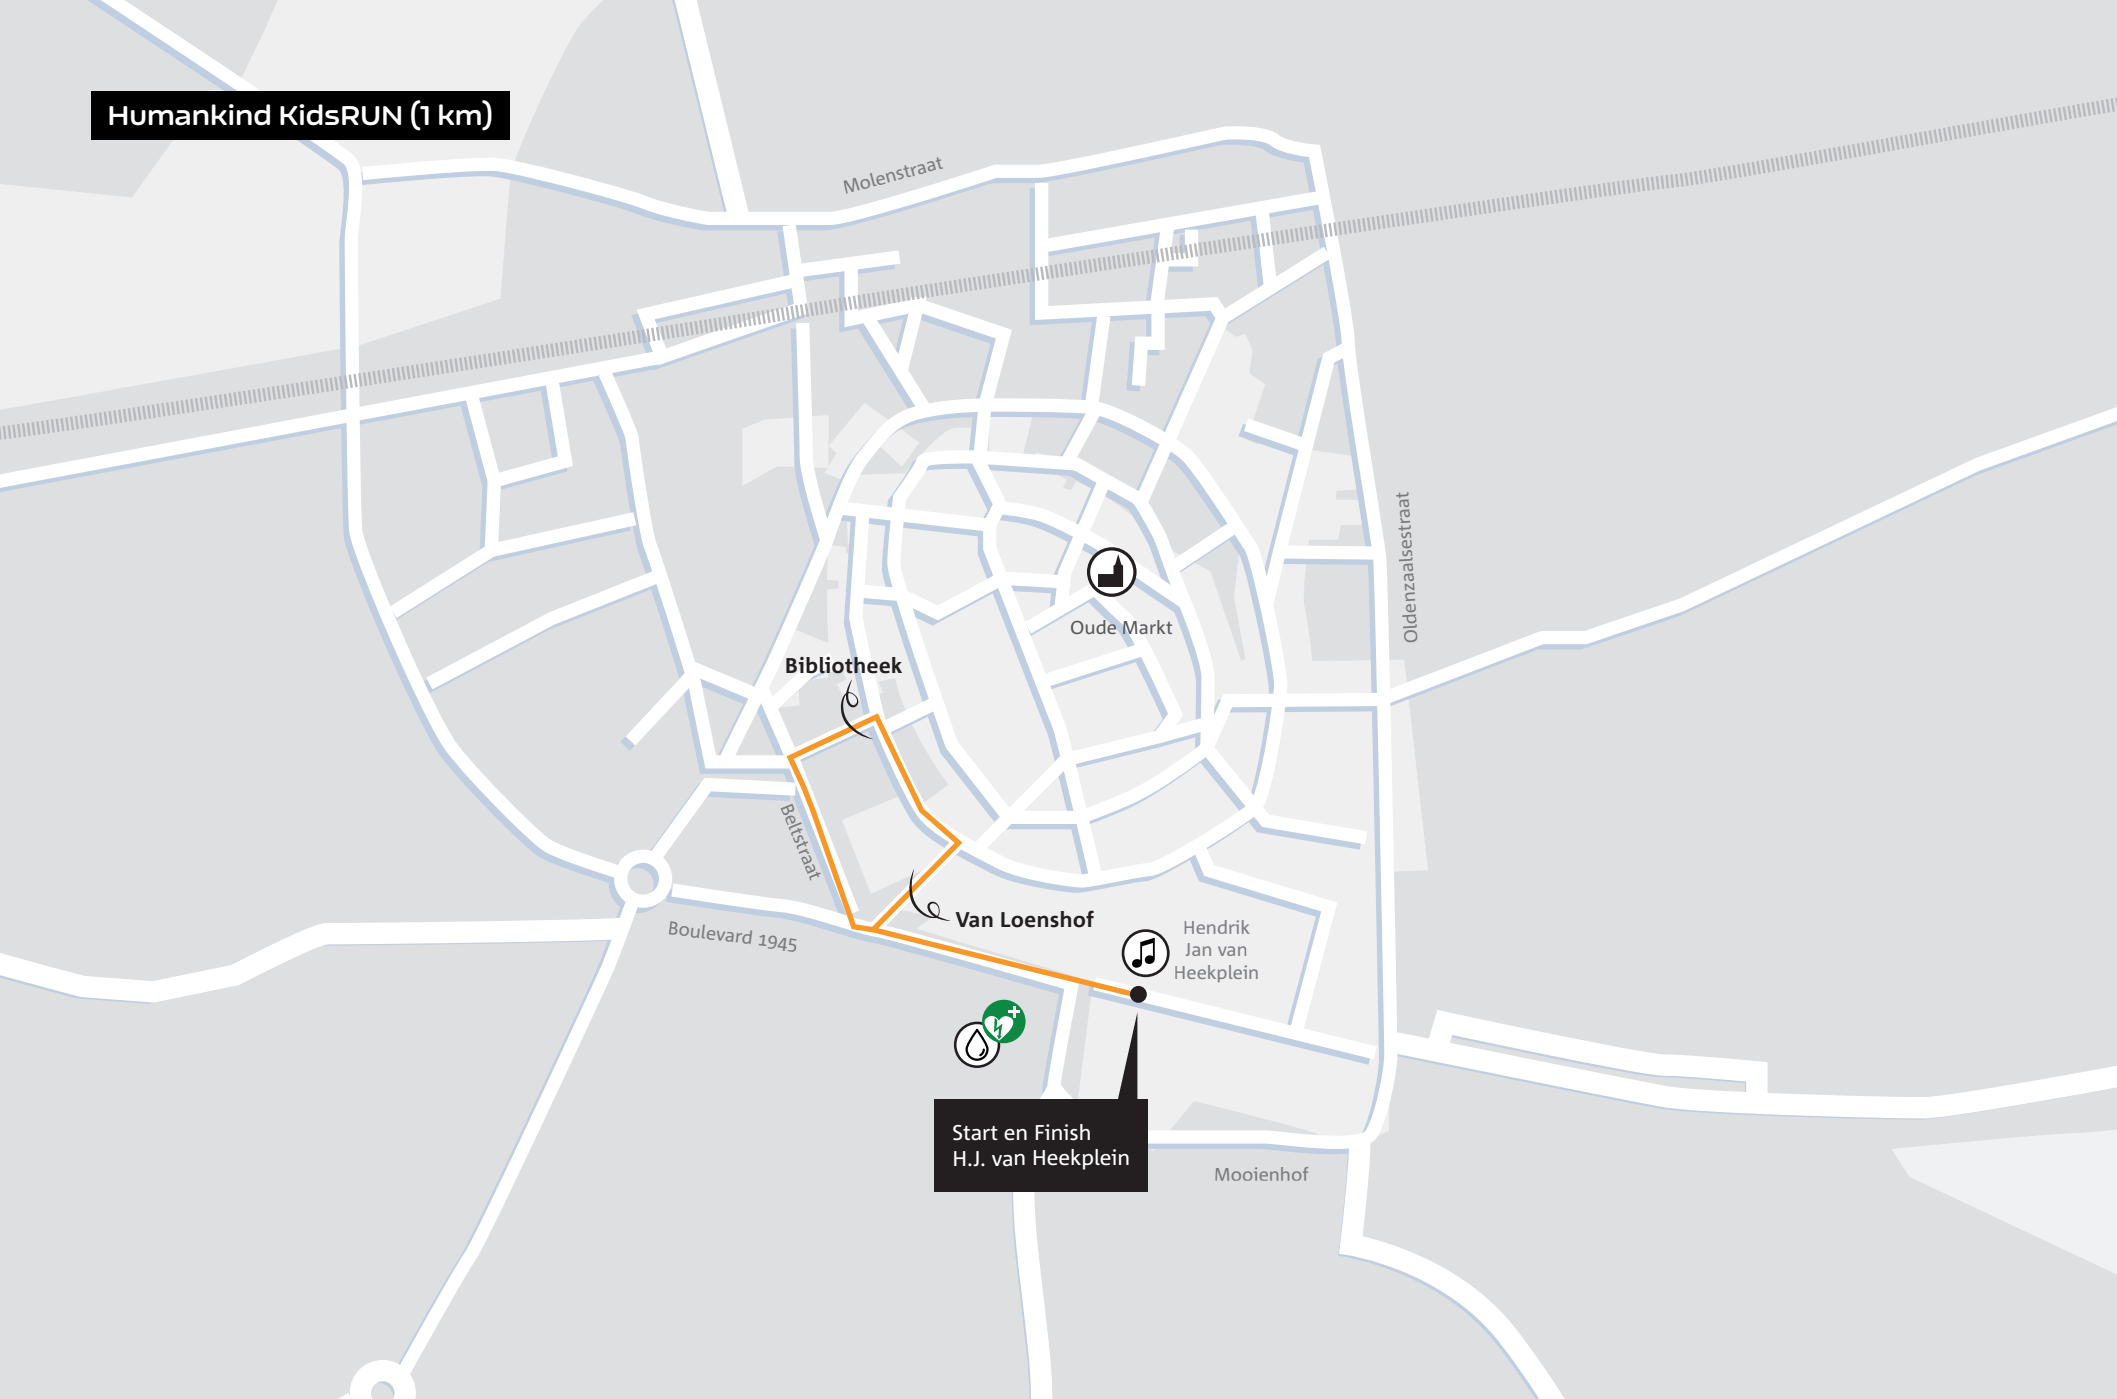 Humankind KidsRUN (1 km)
Molenstraat
Oldenzaalsestraat
Oude Markt
Bibliotheek
Beltstraat
Van Loenshof
Boulevard 1945
Hendrik
Jan van
Heekplein
Start en Finish
H.J. van Heekplein
Mooienhof